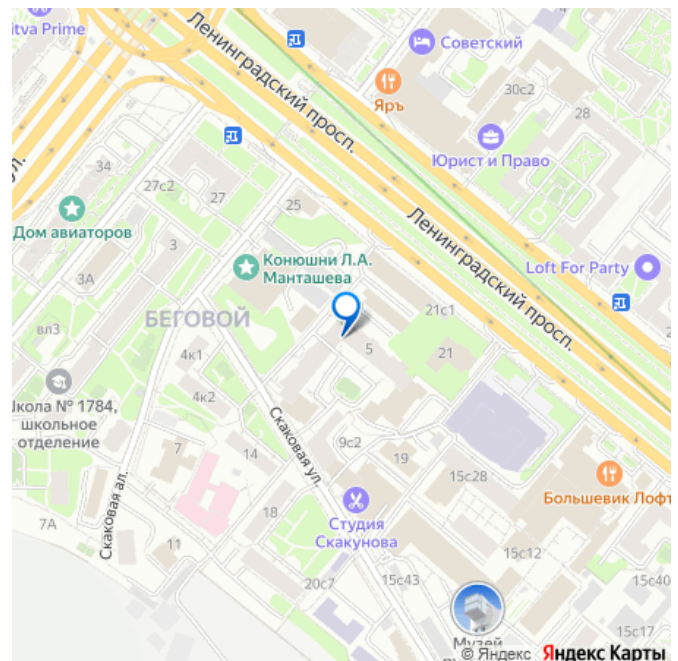 itva Prime
Ленинградский просп.
Советский
Яръ
30с2
28
Юрист и Право
ул.
34
27с2
27
25
Дом авиаторов
3
3А
Конюшни Л.А.
Манташева
Ленинградский просп.
Loft For Party
21с1
21
БЕГОВОЙ
вл3
4к1
5
4к2
Школа № 1784,
школьное
отделение
Скаковая ул.
9с2
19
14
7
15с28
Большевик Лофт
18
Студия
Скакунова
Скаковая ал.
7А
11
15с12
20с7
15с43
15с40
15с17
Музей
© Яндекс Яндекс Карты